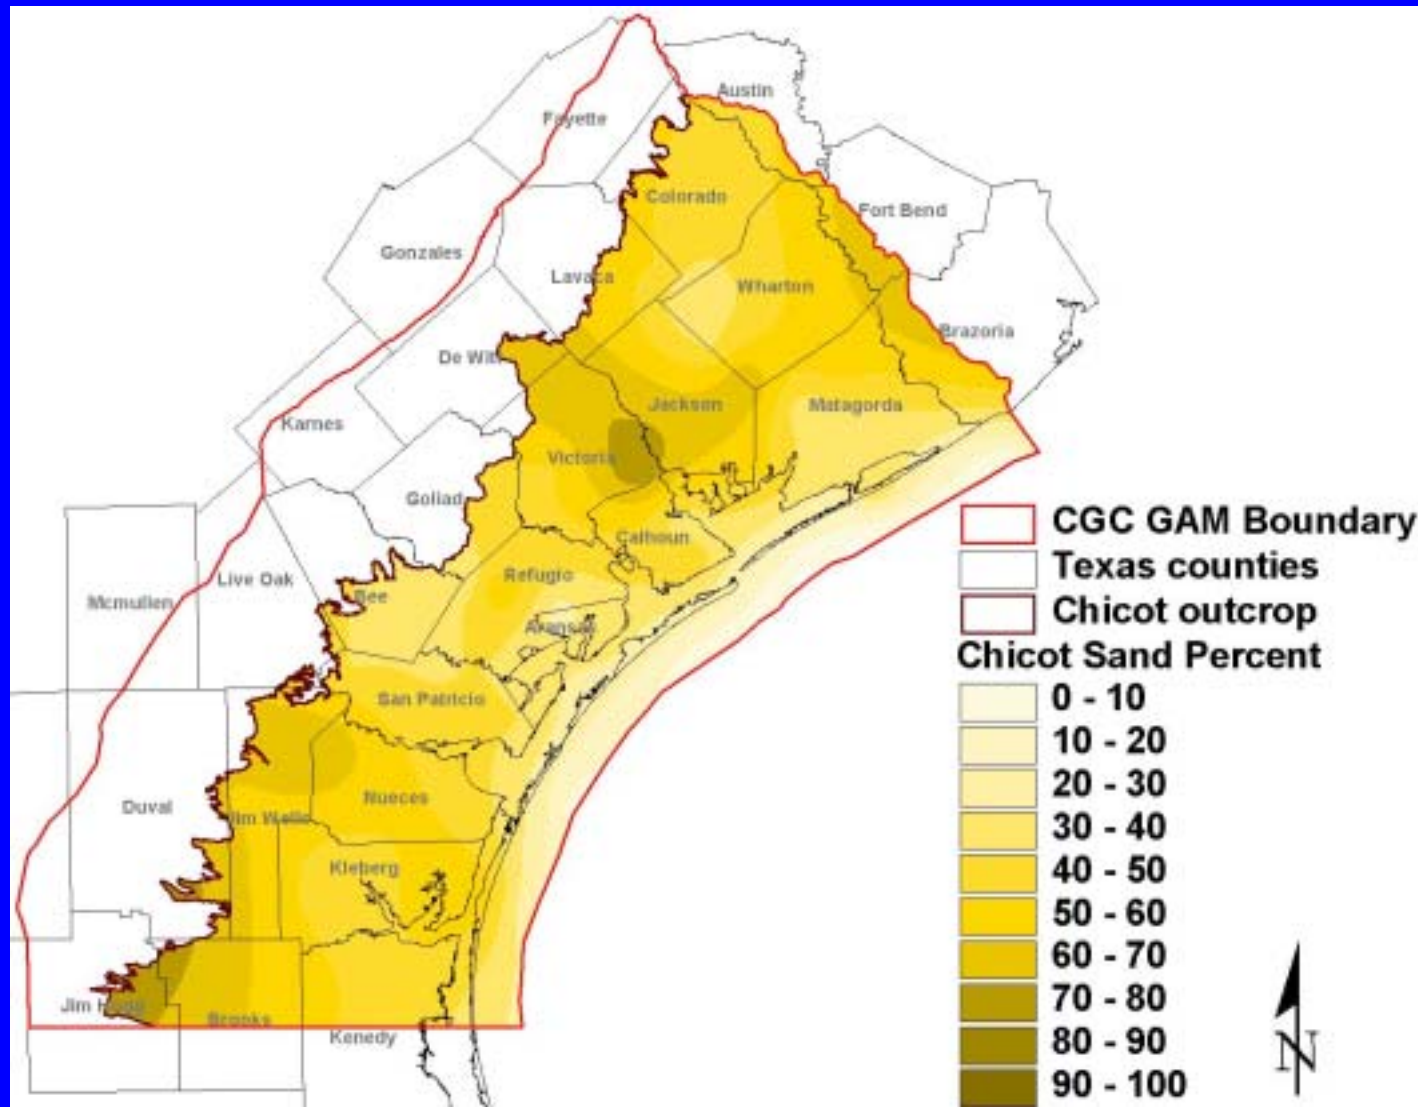 Austin
Fayette
Colorado
Fort Bend
Gonzales
Lavaca
Wharton
Brazoria
De Witt
Jackson
Matagorda
Karnes
Victoria
Goliad
Calhoun
Live Oak
Refugio
Bee
Mcmullen
Aransas
San Patricio
Duval
Nueces
Jim Wells
Kleberg
Jim Hogg
Brooks
Kenedy
CGC GAM Boundary
Texas counties
Chicot outcrop
Chicot Sand Percent
0 - 10
10 - 20
20 - 30
30 - 40
40 - 50
50 - 60
60 - 70
70 - 80
80 - 90
90 - 100
N